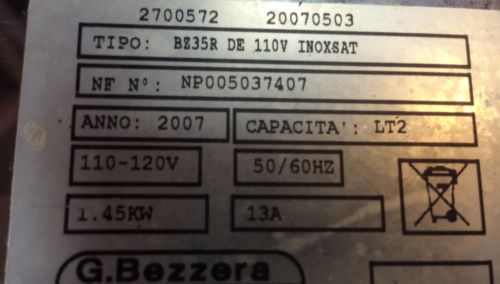 2700572 20070503
TIPO: BZ35R DE 110V INOXSAT
NF N°: NP005037407
ANNO: 2007 CAPACITA': LT2
110-120V 50/60HZ
1.45KW 13A
G.Bezzera